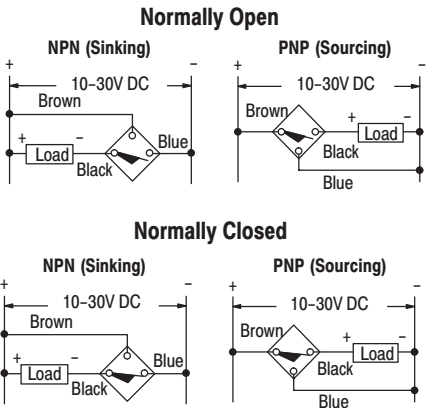 Normally Open
NPN (Sinking)
+ –
10–30V DC
Brown
Blue
+ –
Load
Black
PNP (Sourcing)
+ –
10–30V DC
Brown
+ –
Load
Black
Blue
Normally Closed
NPN (Sinking)
+ –
10–30V DC
Brown
Blue
+ –
Load
Black
PNP (Sourcing)
+ –
10–30V DC
Brown
+ –
Load
Black
Blue